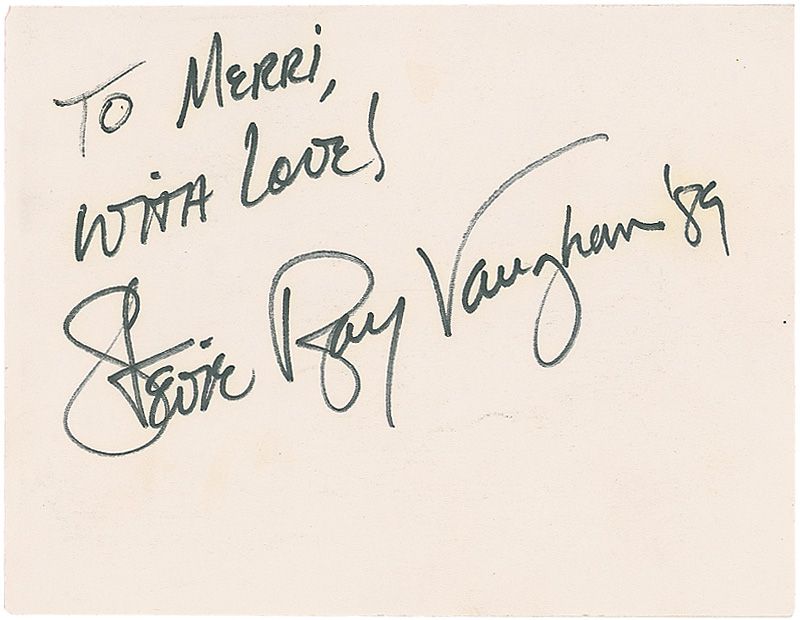 To Merri,
With Love!
Stevie Ray Vaughan '89